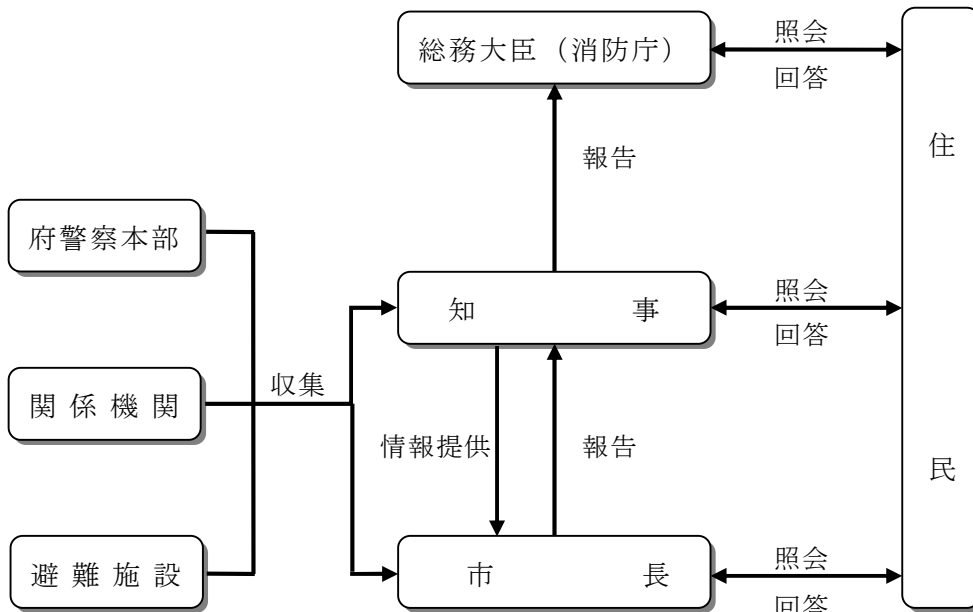 総務大臣（消防庁）
照会
回答
報告
府警察本部
知事
照会
回答
関係機関
収集
情報提供
報告
避難施設
市長
照会
回答
住民